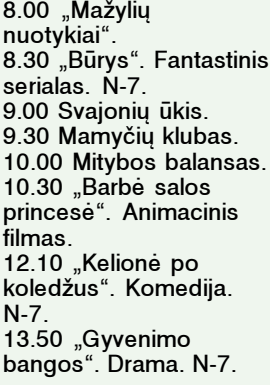 8.00 „Mažylių
nuotykiai“.
8.30 „Būrys“. Fantastinis
serialas. N-7.
9.00 Svajonių ūkis.
9.30 Mamyčių klubas.
10.00 Mitybos balansas.
10.30 „Barbė salos
princesė“. Animacinis
filmas.
12.10 „Kelionė po
koledžus“. Komedija.
N-7.
13.50 „Gyvenimo
bangos“. Drama. N-7.